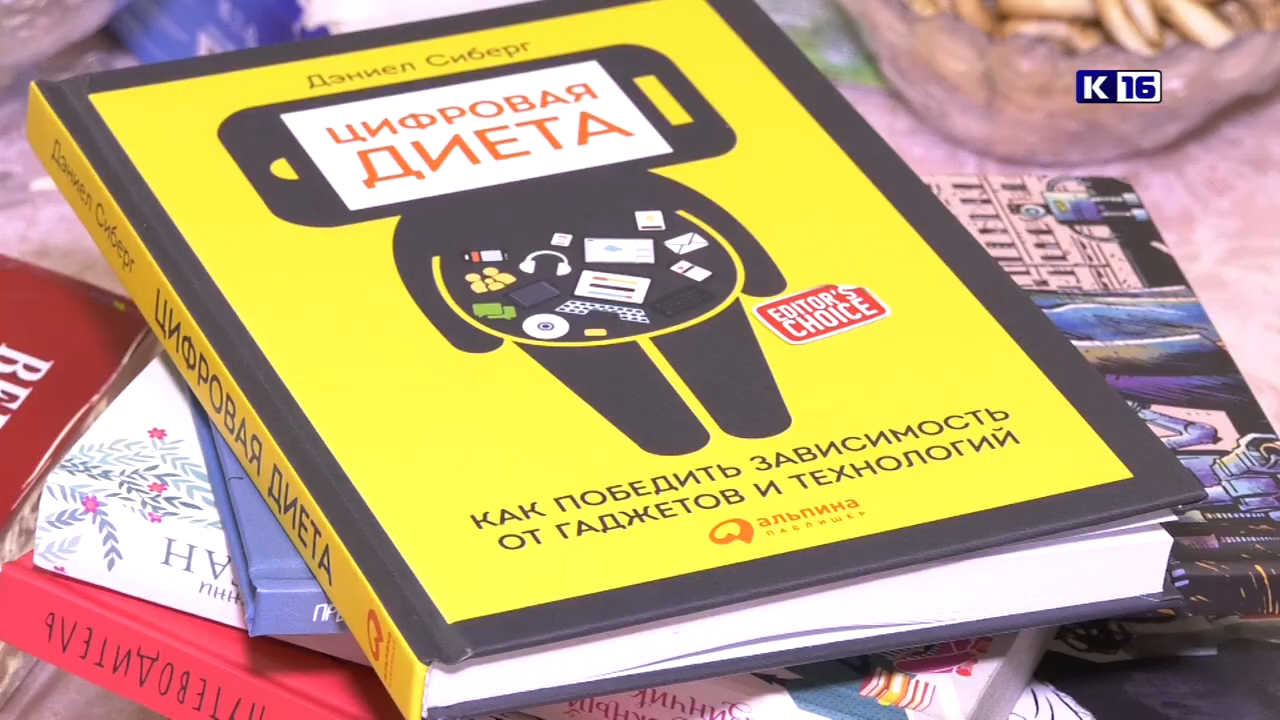 Дэниел Сиберг
ЦИФРОВАЯ
ДИЕТА
EDITOR'S
CHOICE
КАК ПОБЕДИТЬ ЗАВИСИМОСТЬ
ОТ ГАДЖЕТОВ И ТЕХНОЛОГИЙ
альпина
ПАБЛИШЕР
Дэниел Сиберг
ЦИФРОВАЯ ДИЕТА
К 16
ПУТЕВОДИТЕЛЬ